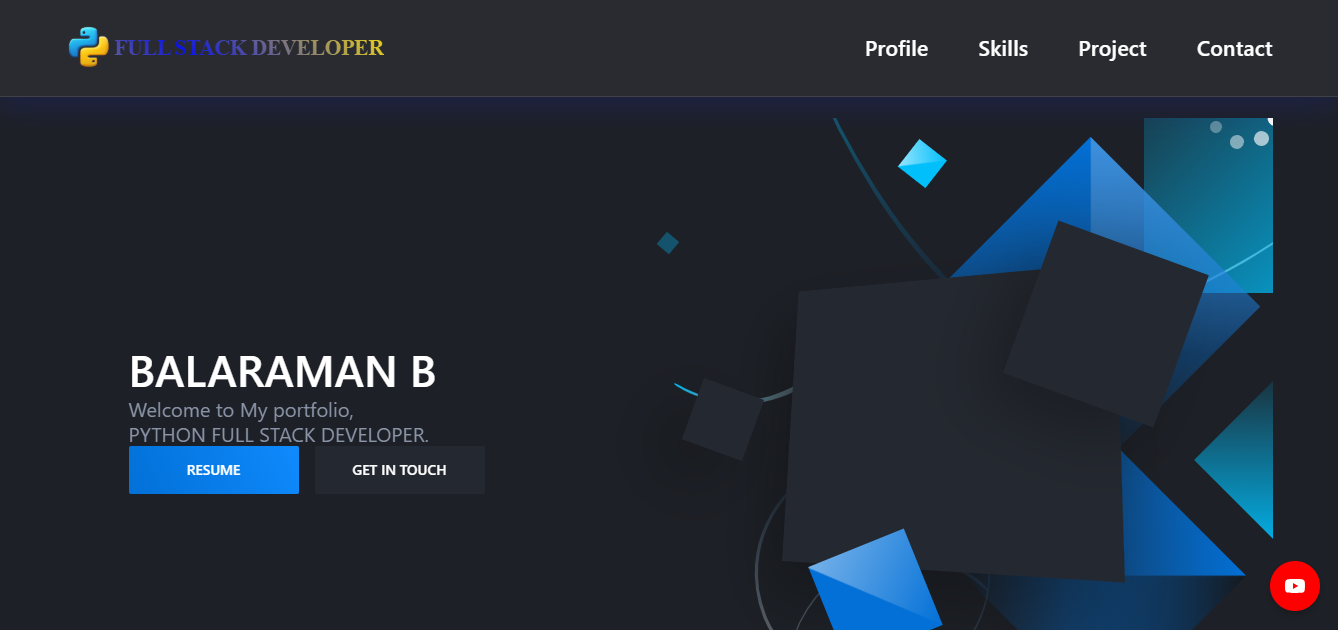 FULL STACK DEVELOPER
Profile Skills Project Contact
BALARAMAN B
Welcome to My portfolio,
PYTHON FULL STACK DEVELOPER.
RESUME GET IN TOUCH